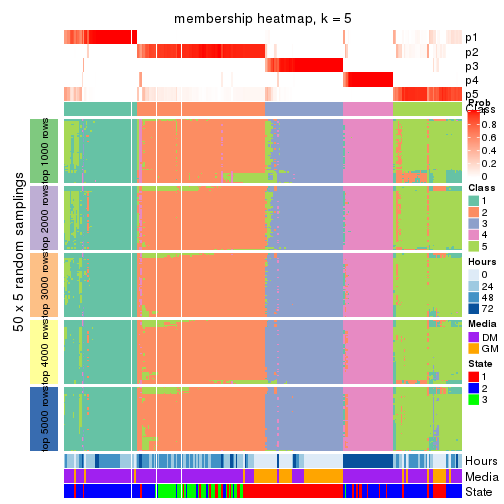 membership heatmap, k = 5
p1
p2
p3
p4
p5
Class
50 x 5 random samplings
top 1000 rows
top 2000 rows
top 3000 rows
top 4000 rows
top 5000 rows
Hours
Media
State
Prob
1
0.8
0.6
0.4
0.2
0
Class
1
2
3
4
5
Hours
0
24
48
72
Media
DM
GM
State
1
2
3